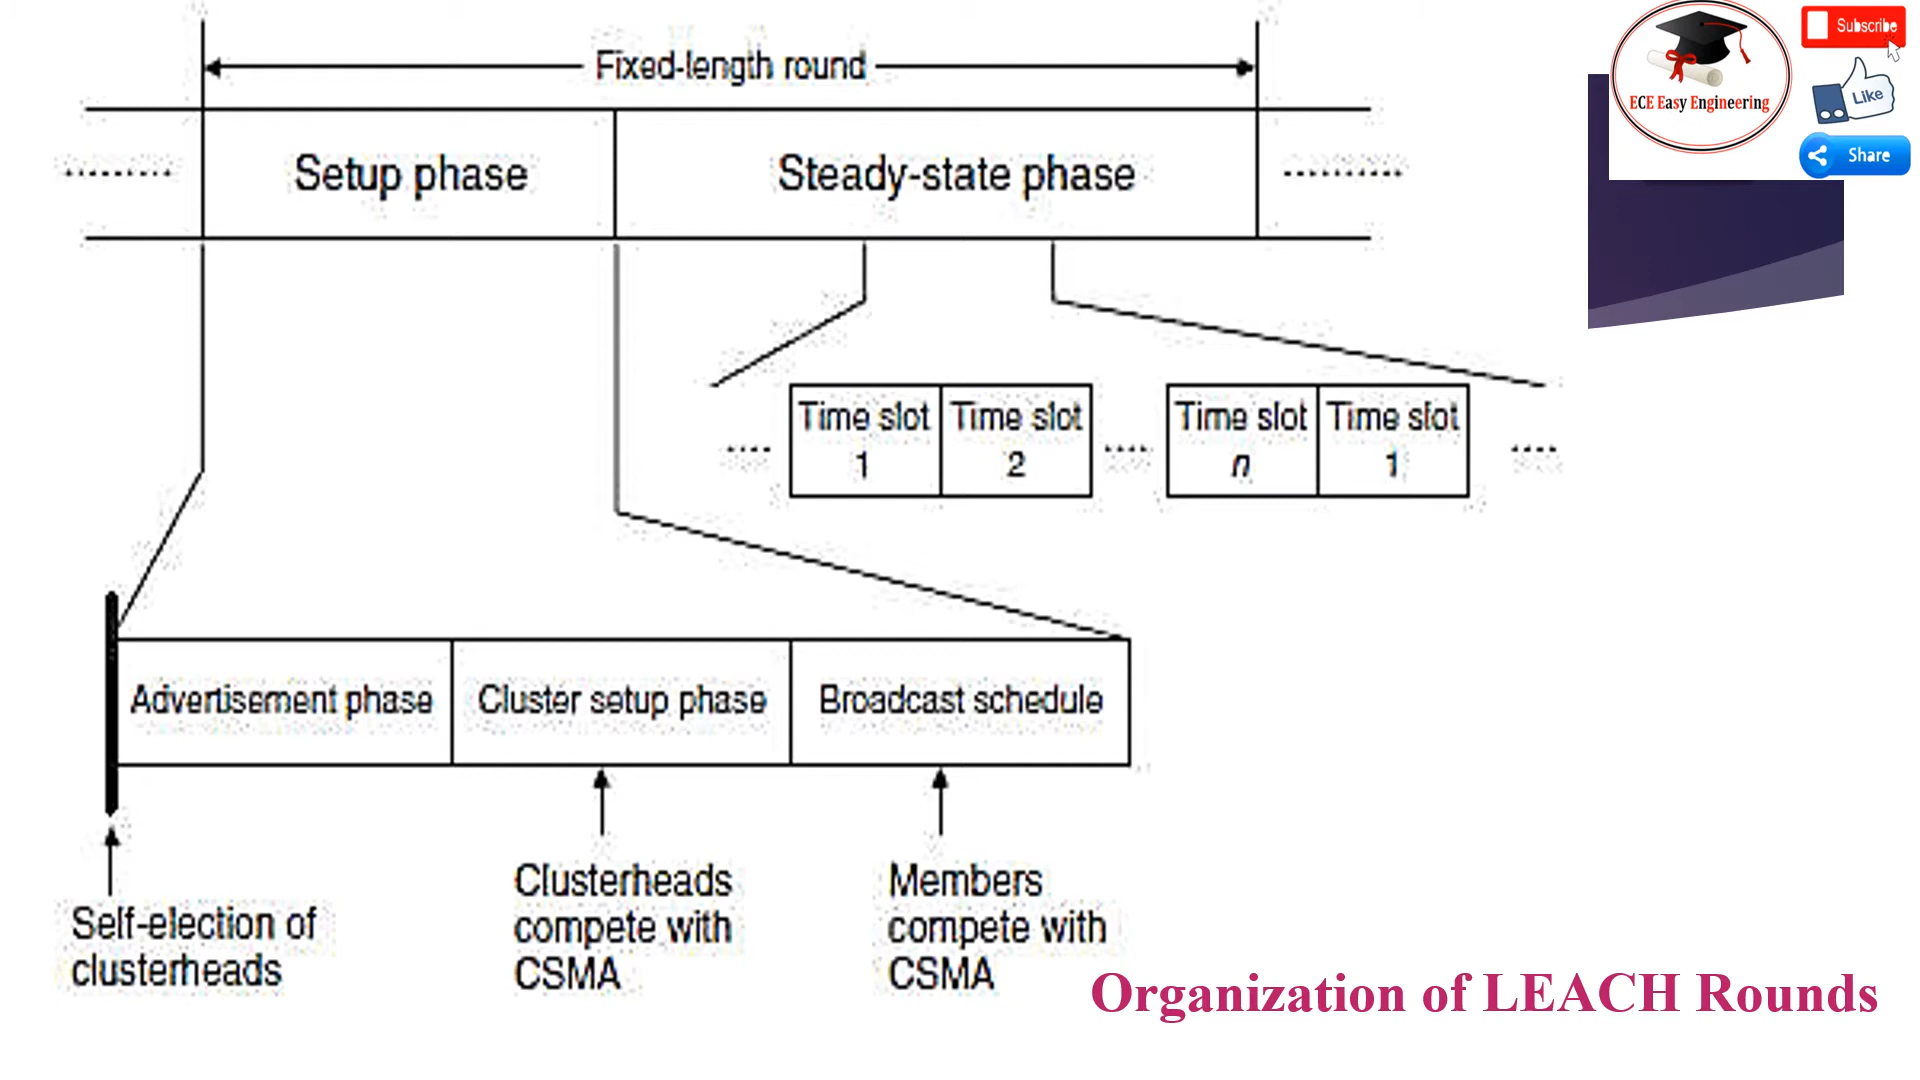 Fixed-length round
Subscribe
Like
ECE Easy Engineering
Share
Setup phase
Steady-state phase
Time slot
1
Time slot
2
Time slot
n
Time slot
1
Advertisement phase
Cluster setup phase
Broadcast schedule
Self-election of
clusterheads
Clusterheads
compete with
CSMA
Members
compete with
CSMA
Organization of LEACH Rounds